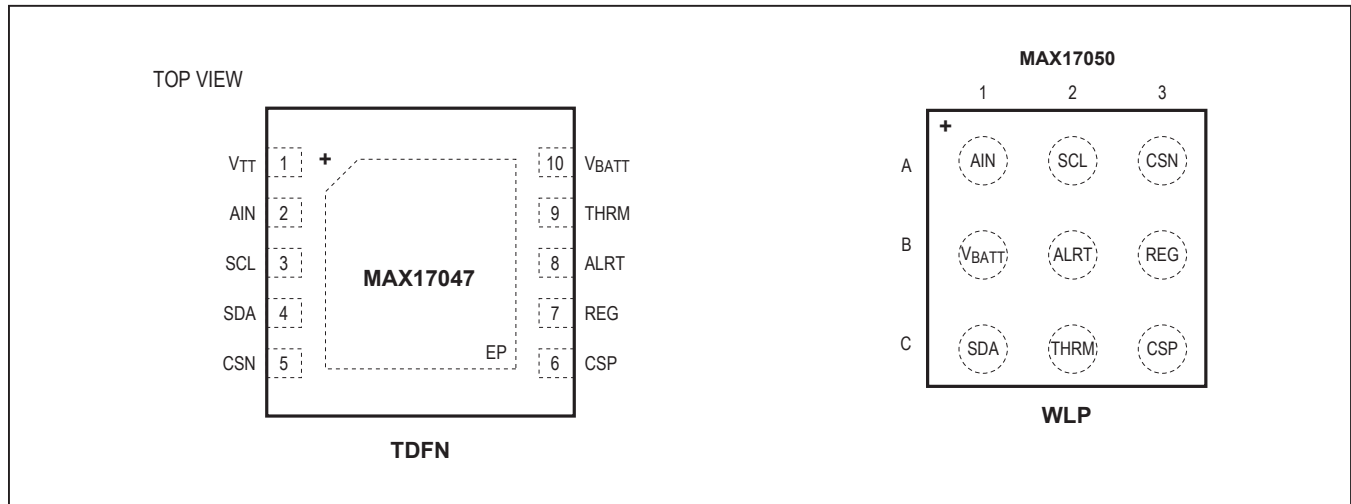 TOP VIEW
VTT 1 + 10 VBATT
AIN 2 9 THRM
SCL 3 MAX17047 8 ALRT
SDA 4 7 REG
CSN 5 EP 6 CSP
TDFN
MAX17050
1 2 3
+
A AIN SCL CSN
B VBATT ALRT REG
C SDA THRM CSP
WLP